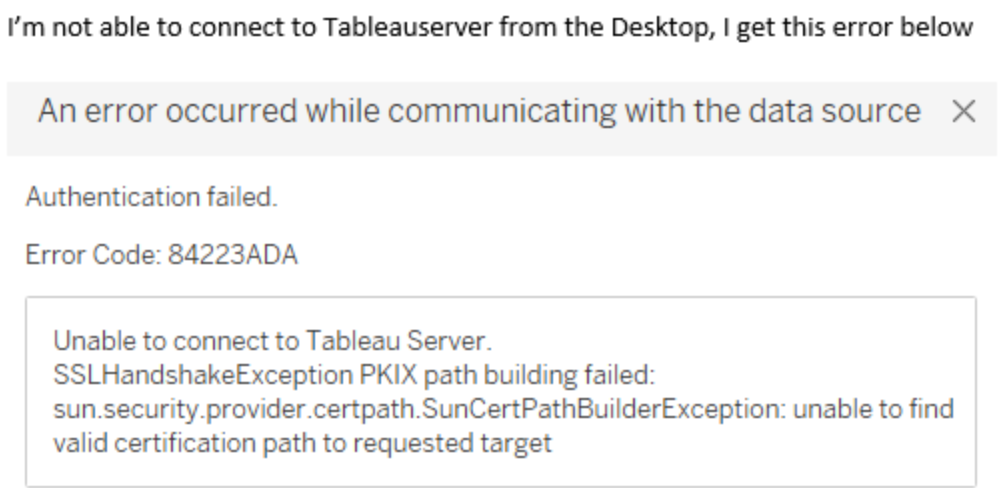 I’m not able to connect to Tableauserver from the Desktop, I get this error below
An error occurred while communicating with the data source ×
Authentication failed.
Error Code: 84223ADA
Unable to connect to Tableau Server.
SSLHandshakeException PKIX path building failed:
sun.security.provider.certpath.SunCertPathBuilderException: unable to find
valid certification path to requested target